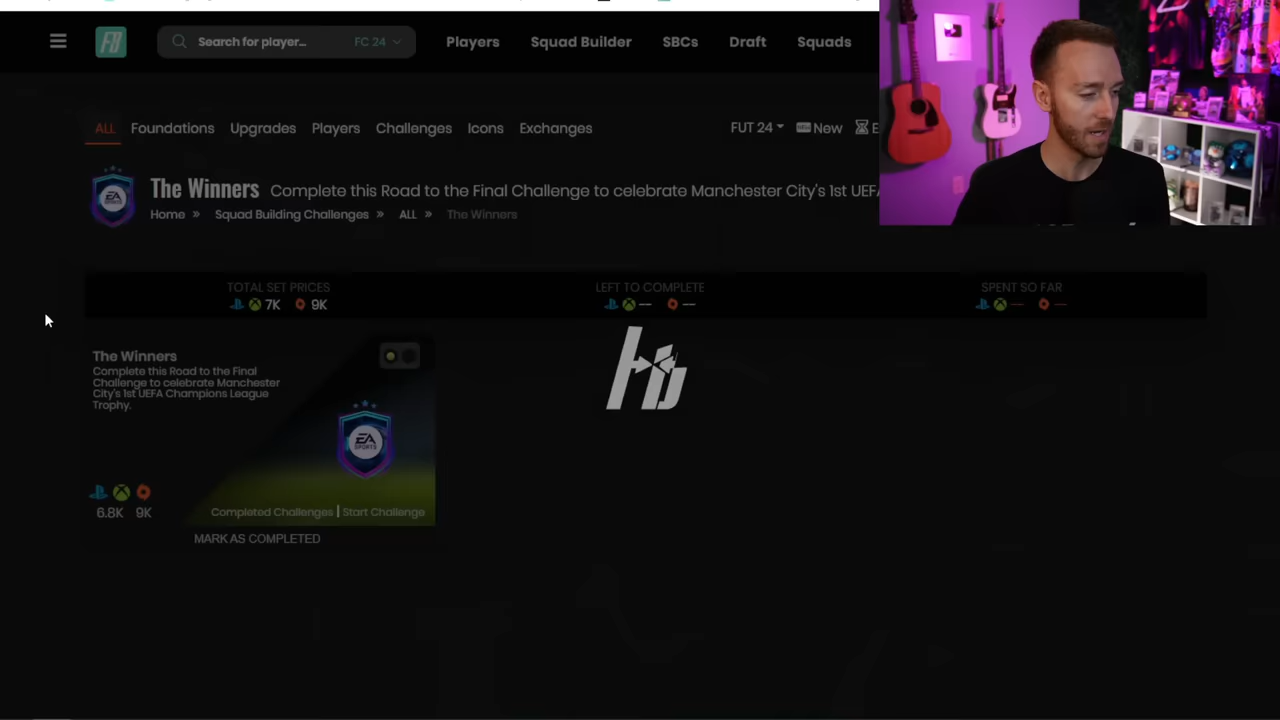 Search for player... FC 24 Players Squad Builder SBCs Draft Squads
ALL Foundations Upgrades Players Challenges Icons Exchanges FUT 24 New
The Winners Complete this Road to the Final Challenge to celebrate Manchester City's 1st UEFA
Home » Squad Building Challenges » ALL » The Winners
TOTAL SET PRICES LEFT TO COMPLETE SPENT SO FAR
7K 9K -- -- -- --
The Winners
Complete this Road to the Final
Challenge to celebrate Manchester
City's 1st UEFA Champions League
Trophy.
EA
SPORTS
6.8K 9K
Completed Challenges | Start Challenge
MARK AS COMPLETED